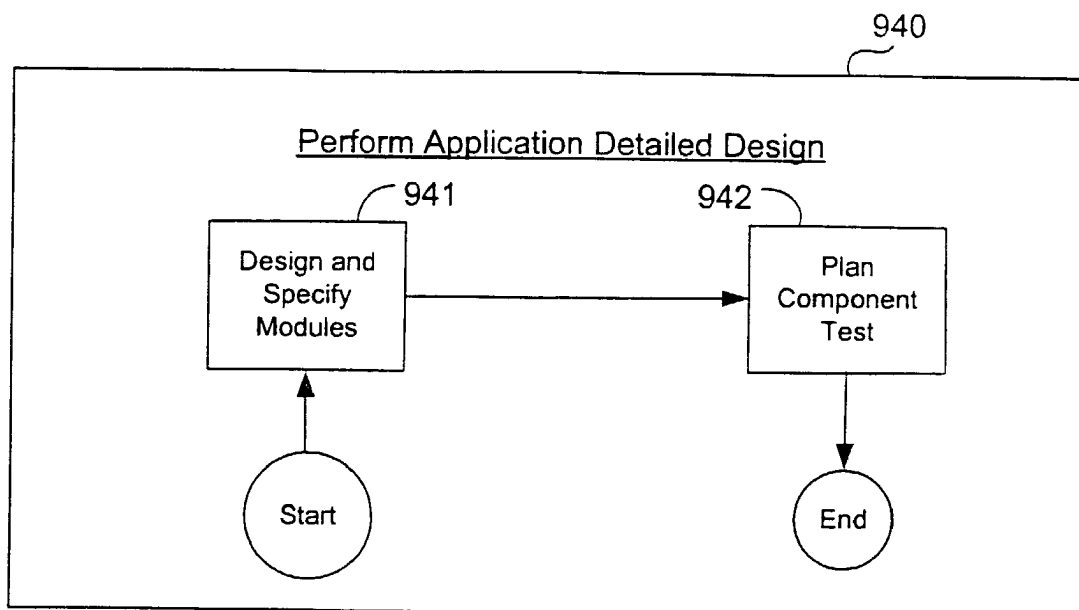 940
Perform Application Detailed Design
941
942
Design and
Specify
Modules
Plan
Component
Test
Start
End